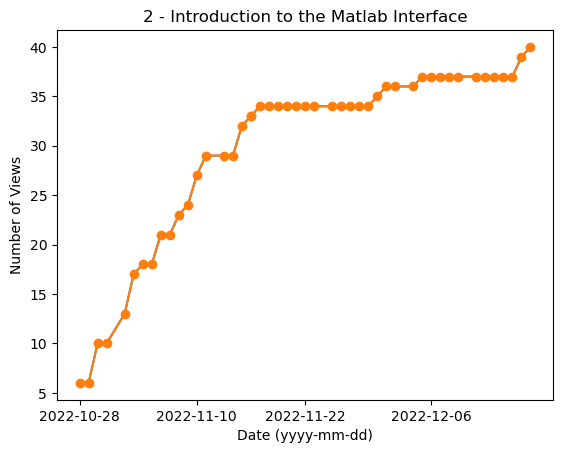 2 - Introduction to the Matlab Interface
Number of Views
40
35
30
25
20
15
10
5
2022-10-28 2022-11-10 2022-11-22 2022-12-06
Date (yyyy-mm-dd)